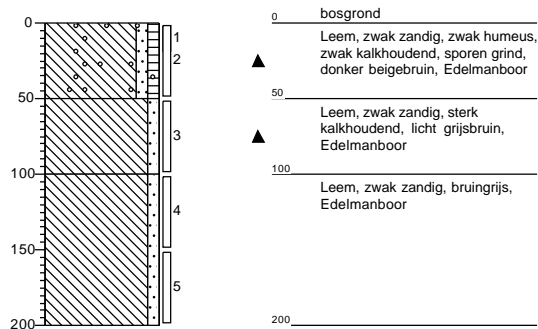 0
50
100
150
200
1
2
3
4
5
0 bosgrond
Leem, zwak zandig, zwak humeus,
zwak kalkhoudend, sporen grind,
donker beigebruin, Edelmanboor
50
Leem, zwak zandig, sterk
kalkhoudend, licht grijsbruin,
Edelmanboor
100
Leem, zwak zandig, bruingrijs,
Edelmanboor
200